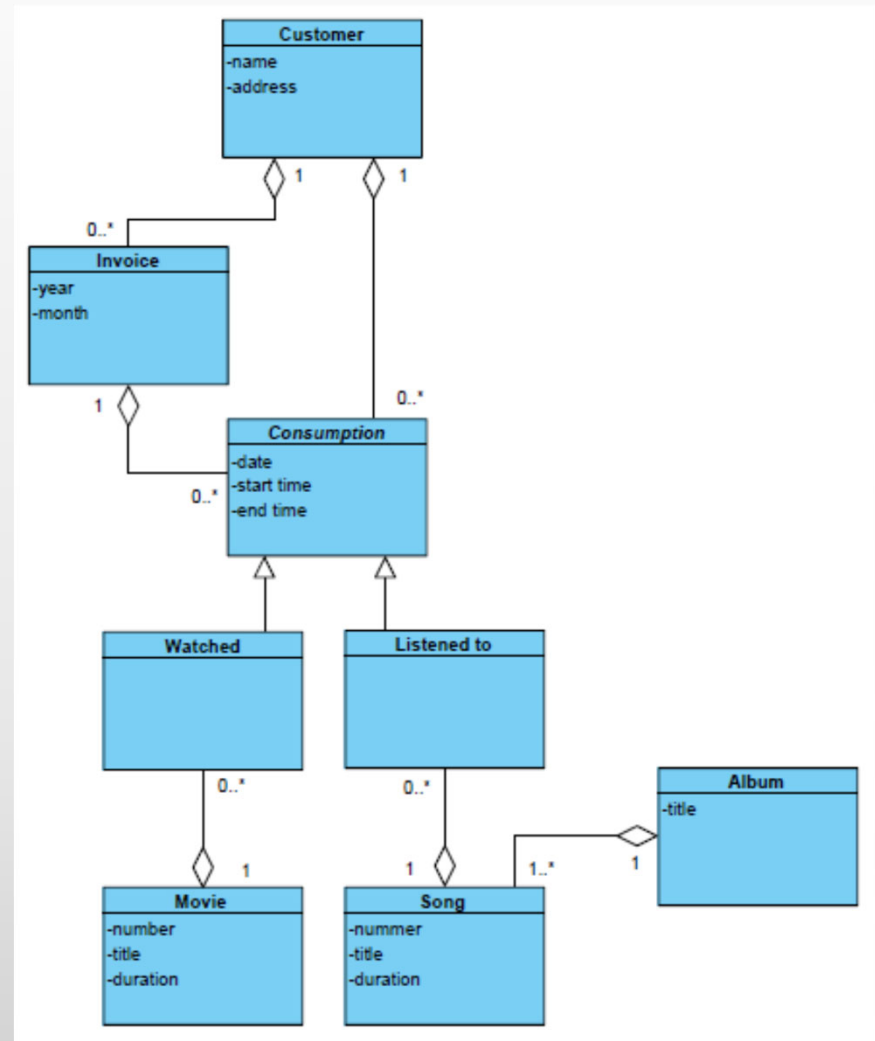 Customer
-name
-address
1
1
0..*
Invoice
-year
-month
1
0..*
Consumption
-date
-start time
-end time
0..*
Watched
Listened to
0..*
0..*
Album
-title
1
1
1..*
1
Movie
-number
-title
-duration
Song
-nummer
-title
-duration